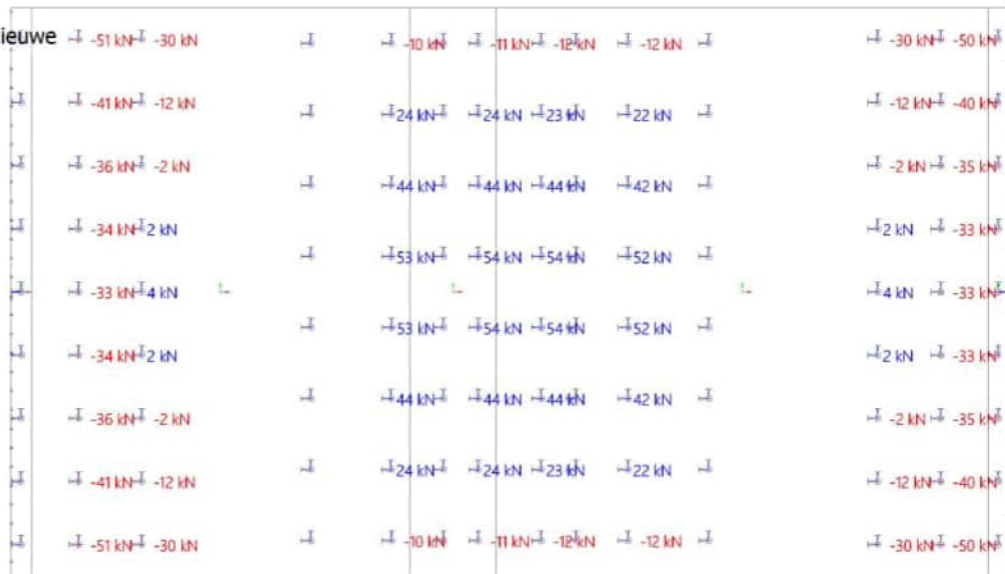 ieuwe -51 kN -30 kN -10 kN -11 kN -12 kN -12 kN -30 kN -50 kN
-41 kN -12 kN 24 kN 24 kN 23 kN 22 kN -12 kN -40 kN
-36 kN -2 kN 44 kN 44 kN 44 kN 42 kN -2 kN -35 kN
-34 kN 2 kN 53 kN 54 kN 54 kN 52 kN 2 kN -33 kN
-33 kN 4 kN 4 kN -33 kN
-34 kN 2 kN 53 kN 54 kN 54 kN 52 kN 2 kN -33 kN
-36 kN -2 kN 44 kN 44 kN 44 kN 42 kN -2 kN -35 kN
-41 kN -12 kN 24 kN 24 kN 23 kN 22 kN -12 kN -40 kN
-51 kN -30 kN -10 kN -11 kN -12 kN -12 kN -30 kN -50 kN